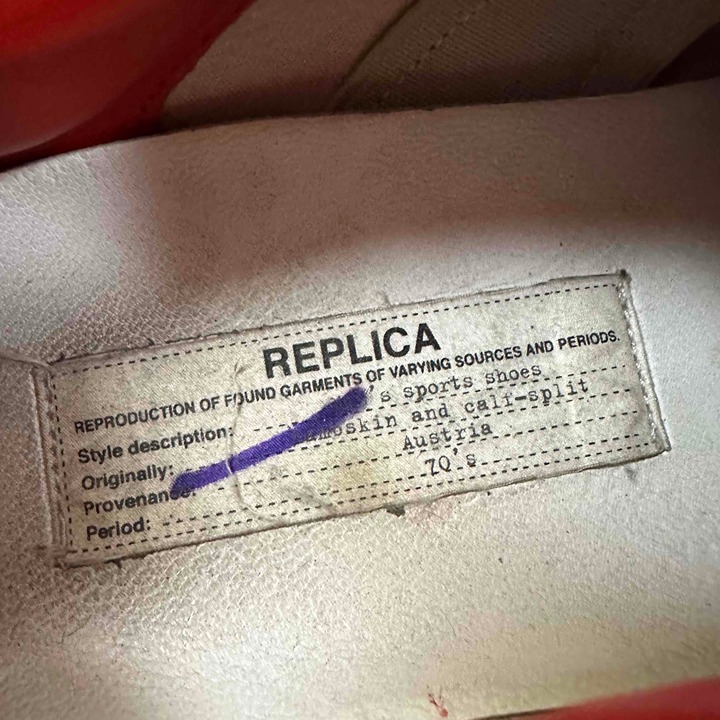 REPLICA
REPRODUCTION OF FOUND GARMENTS OF VARYING SOURCES AND PERIODS.
Style description: 's sports shoes
Originally: and calf-split
Provenance: Austria
Period: 70's